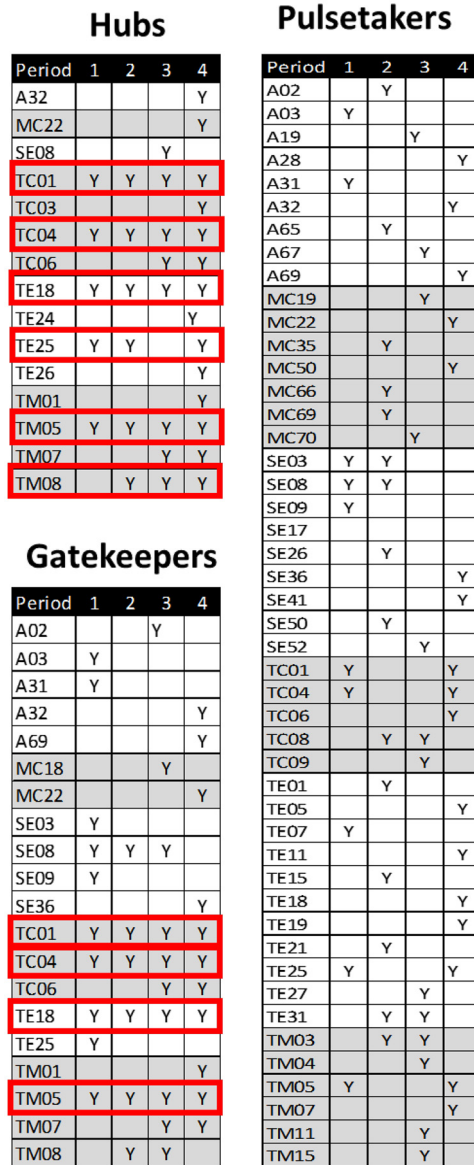 Hubs
Period 1 2 3 4
A32 Y
MC22 Y
SE08 Y
TC01 Y Y Y Y
TC03 Y
TC04 Y Y Y Y
TC06 Y Y
TE18 Y Y Y Y
TE24 Y
TE25 Y Y Y
TE26 Y
TM01 Y
TM05 Y Y Y Y
TM07 Y Y
TM08 Y Y Y
Gatekeepers
Period 1 2 3 4
A02 Y
A03 Y
A31 Y
A32 Y
A69 Y
MC18 Y
MC22 Y
SE03 Y
SE08 Y Y Y
SE09 Y
SE36 Y
TC01 Y Y Y Y
TC04 Y Y Y Y
TC06 Y Y
TE18 Y Y Y Y
TE25 Y
TM01 Y
TM05 Y Y Y Y
TM07 Y Y
TM08 Y Y
Pulsetakers
Period 1 2 3 4
A02 Y
A03 Y
A19 Y
A28 Y
A31 Y
A32 Y
A65 Y
A67 Y
A69 Y
MC19 Y
MC22 Y
MC35 Y
MC50 Y
MC66 Y
MC69 Y
MC70 Y
SE03 Y Y
SE08 Y Y
SE09 Y
SE17
SE26 Y
SE36 Y
SE41 Y
SE50 Y
SE52 Y
TC01 Y Y
TC04 Y Y
TC06 Y
TC08 Y Y
TC09 Y
TE01 Y
TE05 Y
TE07 Y
TE11 Y
TE15 Y
TE18 Y
TE19 Y
TE21 Y
TE25 Y Y
TE27 Y
TE31 Y Y
TM03 Y Y
TM04 Y
TM05 Y Y
TM07 Y
TM11 Y
TM15 Y